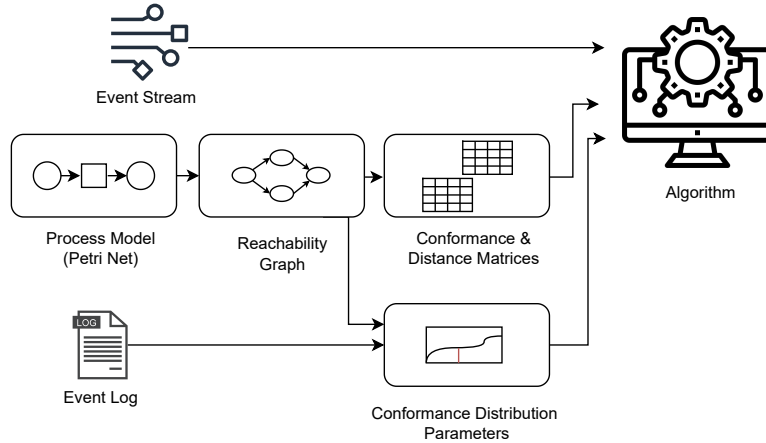 Event Stream
Algorithm
Process Model
(Petri Net)
Reachability
Graph
Conformance &
Distance Matrices
LOG
Event Log
Conformance Distribution
Parameters